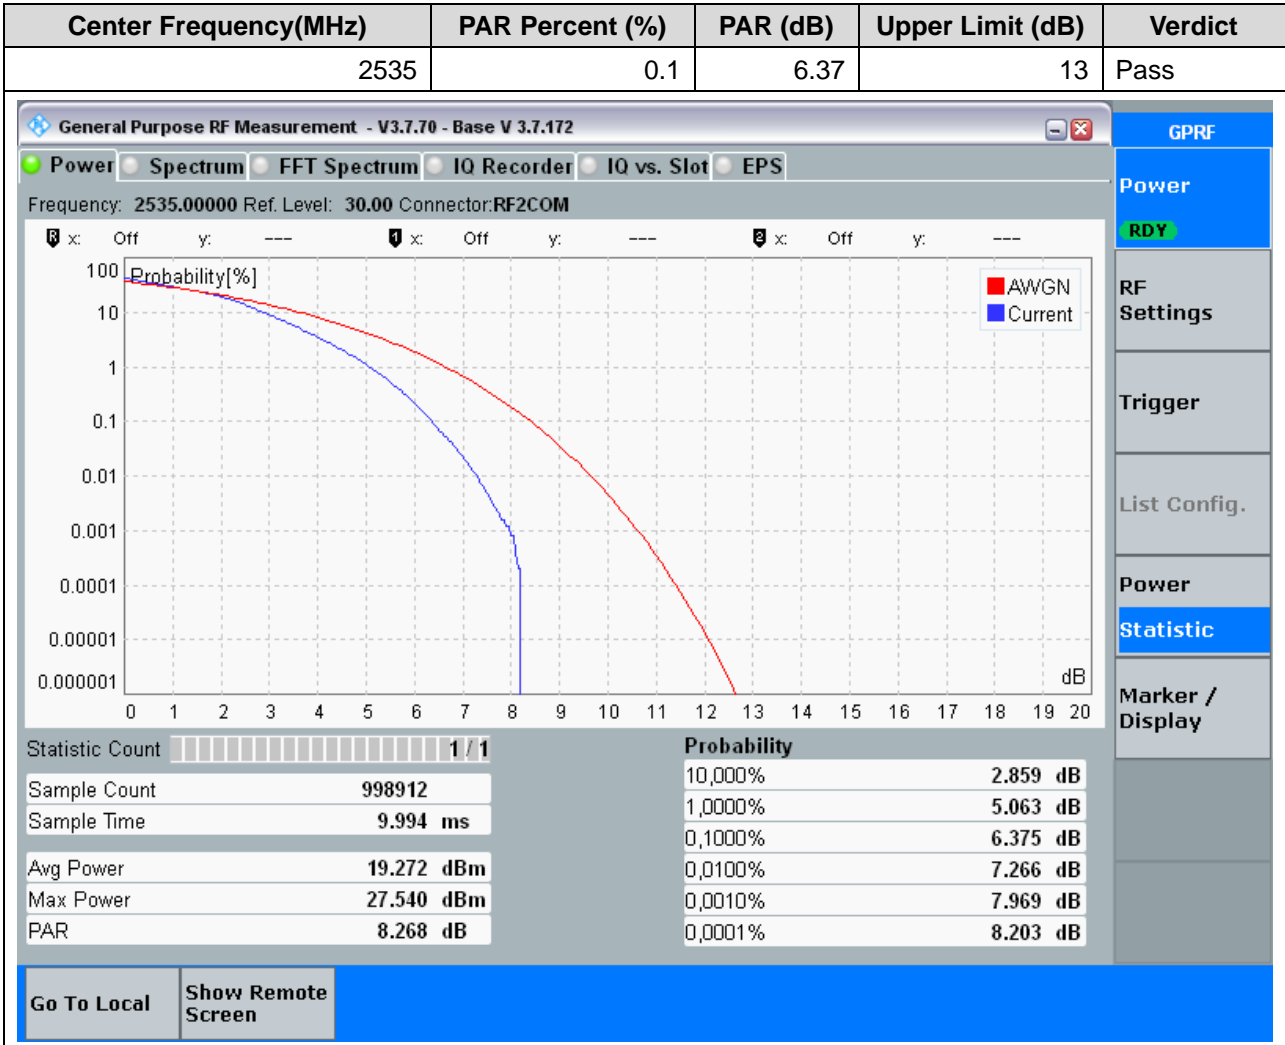 Center Frequency(MHz) PAR Percent (%) PAR (dB) Upper Limit (dB) Verdict
2535 0.1 6.37 13 Pass
General Purpose RF Measurement - V3.7.70 - Base V 3.7.172
GPRF
Power Spectrum FFT Spectrum IQ Recorder IQ vs. Slot EPS
Power
RDY
Frequency: 2535.00000 Ref. Level: 30.00 Connector:RF2COM
R x: Off y: --- 1 x: Off y: --- 2 x: Off y: ---
Probability[%]
100
10
1
0.1
0.01
0.001
0.0001
0.00001
0.000001
AWGN
Current
dB
0 1 2 3 4 5 6 7 8 9 10 11 12 13 14 15 16 17 18 19 20
RF
Settings
Trigger
List Config.
Power
Statistic
Marker /
Display
Statistic Count 1 / 1
Sample Count 998912
Sample Time 9.994 ms
Avg Power 19.272 dBm
Max Power 27.540 dBm
PAR 8.268 dB
Probability
10,000% 2.859 dB
1,0000% 5.063 dB
0,1000% 6.375 dB
0,0100% 7.266 dB
0,0010% 7.969 dB
0,0001% 8.203 dB
Go To Local
Show Remote
Screen